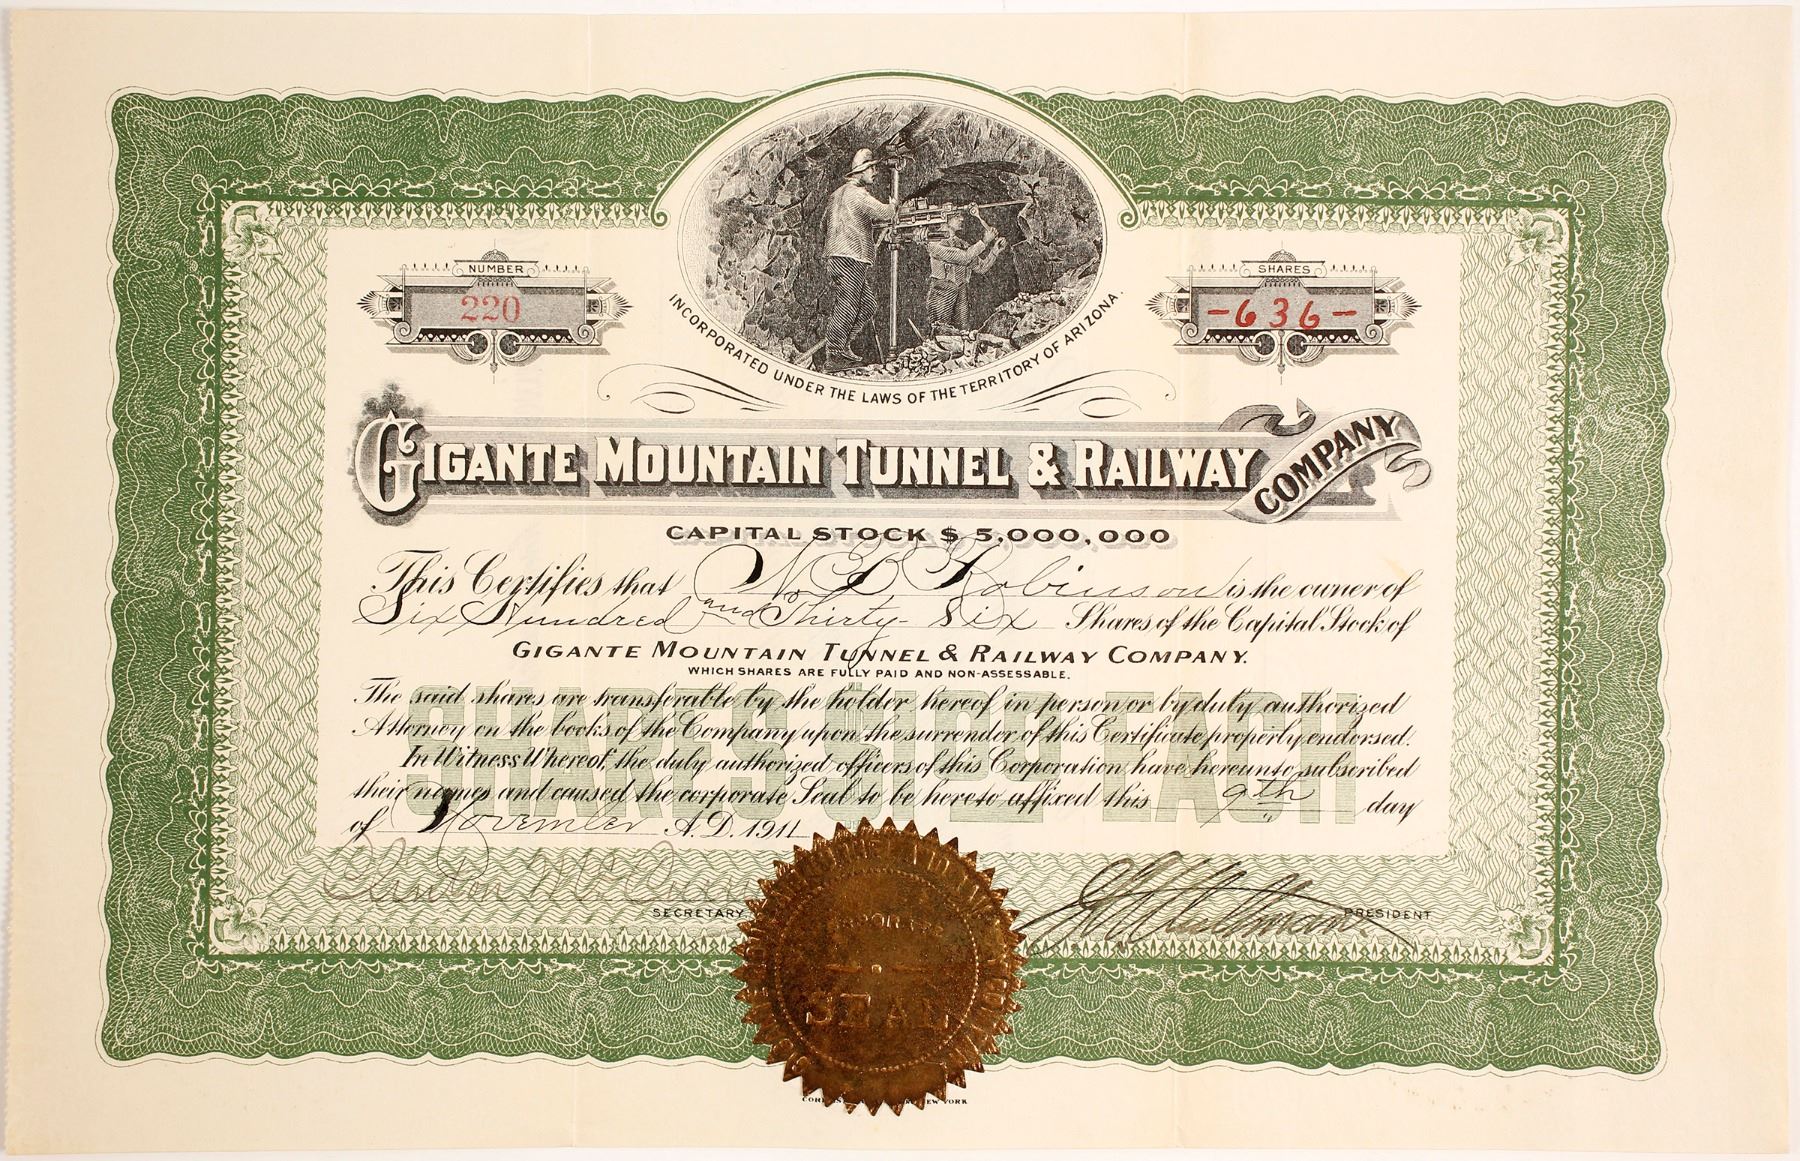 NUMBER
220
SHARES
-636-
INCORPORATED UNDER THE LAWS OF THE TERRITORY OF ARIZONA.
GIGANTE MOUNTAIN TUNNEL & RAILWAY COMPANY
CAPITAL STOCK $ 5,000,000
This Certifies that N B Robinson is the owner of
Six Hundred and Thirty-Six Shares of the Capital Stock of
GIGANTE MOUNTAIN TUNNEL & RAILWAY COMPANY.
WHICH SHARES ARE FULLY PAID AND NON-ASSESSABLE.
SHARES $1.00 EACH
The said shares are transferable by the holder hereof in person or by duly authorized
Attorney on the books of the Company upon the surrender of this Certificate properly endorsed.
In Witness Whereof, the duly authorized officers of this Corporation have hereunto subscribed
their names and caused the corporate Seal to be hereto affixed this 9th day
of November A.D. 1911
Clinton
SECRETARY
PRESIDENT
SEAL
YORK